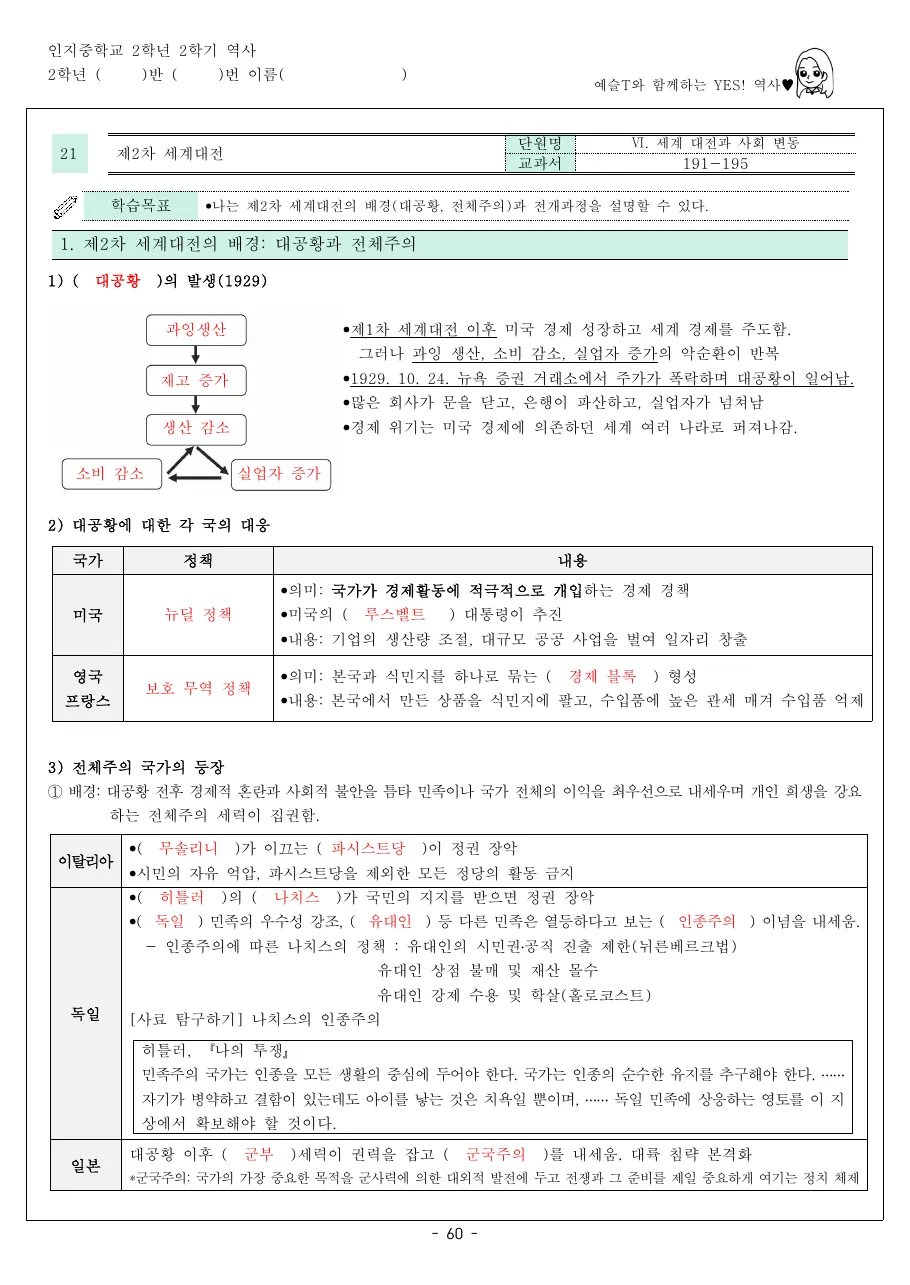 인지중학교 2학년 2학기 역사
2학년 (     )반 (     )번 이름(               )
예슬T와 함께하는 YES! 역사♥
21
제2차 세계대전
단원명
Ⅵ. 세계 대전과 사회 변동
교과서
191-195
학습목표
●나는 제2차 세계대전의 배경(대공황, 전체주의)과 전개과정을 설명할 수 있다.
1. 제2차 세계대전의 배경: 대공황과 전체주의
1) (  대공황  )의 발생(1929)
과잉생산
재고 증가
생산 감소
소비 감소
실업자 증가
●제1차 세계대전 이후 미국 경제 성장하고 세계 경제를 주도함.
그러나 과잉 생산, 소비 감소, 실업자 증가의 악순환이 반복
●1929. 10. 24. 뉴욕 증권 거래소에서 주가가 폭락하며 대공황이 일어남.
●많은 회사가 문을 닫고, 은행이 파산하고, 실업자가 넘쳐남
●경제 위기는 미국 경제에 의존하던 세계 여러 나라로 퍼져나감.
2) 대공황에 대한 각 국의 대응
국가
정책
내용
미국
뉴딜 정책
●의미: 국가가 경제활동에 적극적으로 개입하는 경제 경책
●미국의 (  루스벨트  ) 대통령이 추진
●내용: 기업의 생산량 조절, 대규모 공공 사업을 벌여 일자리 창출
영국
프랑스
보호 무역 정책
●의미: 본국과 식민지를 하나로 묶는 (  경제 블록  ) 형성
●내용: 본국에서 만든 상품을 식민지에 팔고, 수입품에 높은 관세 매겨 수입품 억제
3) 전체주의 국가의 등장
① 배경: 대공황 전후 경제적 혼란과 사회적 불안을 틈타 민족이나 국가 전체의 이익을 최우선으로 내세우며 개인 희생을 강요
하는 전체주의 세력이 집권함.
이탈리아
●(  무솔리니  )가 이끄는 ( 파시스트당  )이 정권 장악
●시민의 자유 억압, 파시스트당을 제외한 모든 정당의 활동 금지
독일
●(  히틀러  )의 (  나치스  )가 국민의 지지를 받으면 정권 장악
●(  독일  ) 민족의 우수성 강조, (  유대인  ) 등 다른 민족은 열등하다고 보는 (  인종주의  ) 이념을 내세움.
- 인종주의에 따른 나치스의 정책 : 유대인의 시민권·공직 진출 제한(뉘른베르크법)
유대인 상점 불매 및 재산 몰수
유대인 강제 수용 및 학살(홀로코스트)
[사료 탐구하기] 나치스의 인종주의
히틀러, 『나의 투쟁』
민족주의 국가는 인종을 모든 생활의 중심에 두어야 한다. 국가는 인종의 순수한 유지를 추구해야 한다. ……
자기가 병약하고 결함이 있는데도 아이를 낳는 것은 치욕일 뿐이며, …… 독일 민족에 상응하는 영토를 이 지
상에서 확보해야 할 것이다.
일본
대공황 이후 (  군부  )세력이 권력을 잡고 (  군국주의  )를 내세움. 대륙 침략 본격화
*군국주의: 국가의 가장 중요한 목적을 군사력에 의한 대외적 발전에 두고 전쟁과 그 준비를 제일 중요하게 여기는 정치 체제
- 60 -